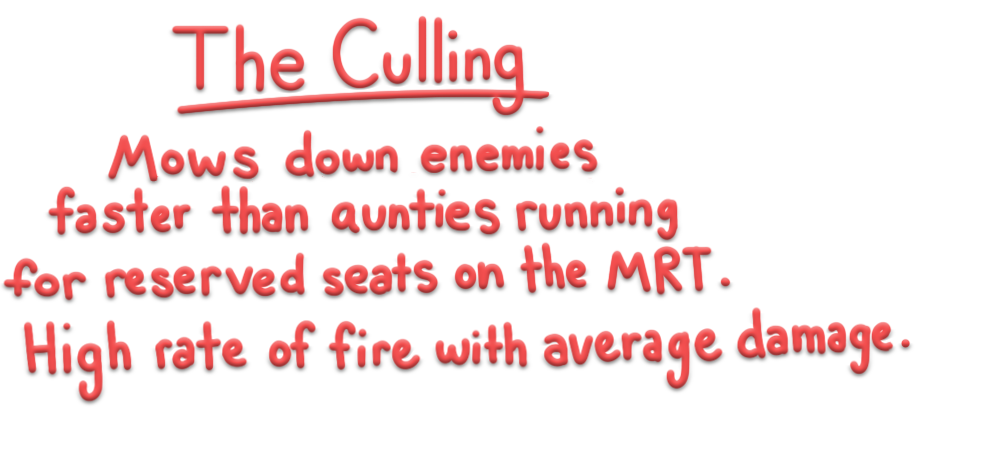 The Culling
Mows down enemies
faster than aunties running
for reserved seats on the MRT.
High rate of fire with average damage.